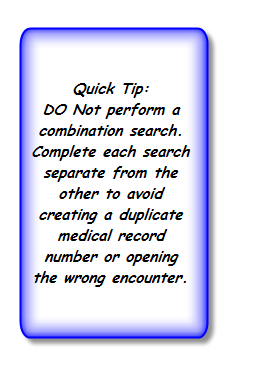 Quick Tip:
DO Not perform a
combination search.
Complete each search
separate from the
other to avoid
creating a duplicate
medical record
number or opening
the wrong encounter.